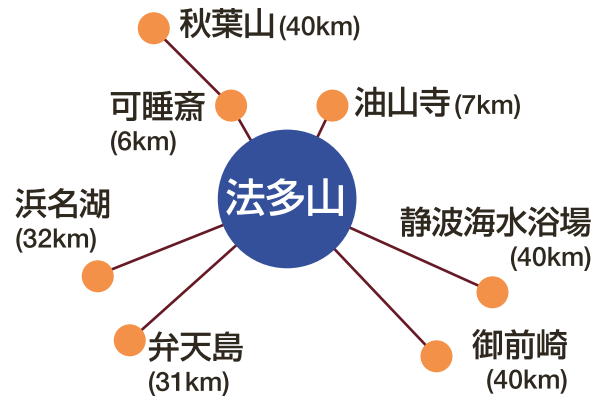 秋葉山(40km)
可睡斎
(6km)
油山寺(7km)
法多山
浜名湖
(32km)
静波海水浴場
(40km)
弁天島
(31km)
御前崎
(40km)